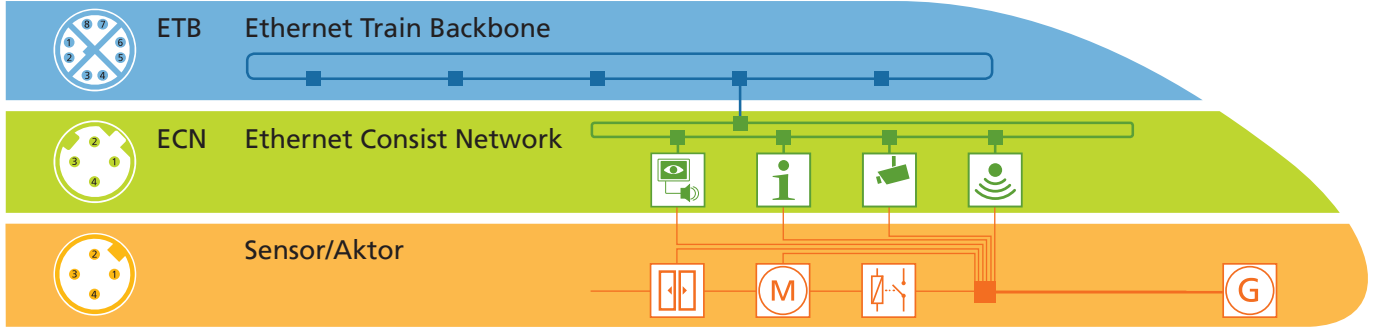 8 7
ETB Ethernet Train Backbone
1 6
2 5
3 4
2
ECN Ethernet Consist Network
3 1
4
i
Sensor/Aktor
2
3 1
4
M G